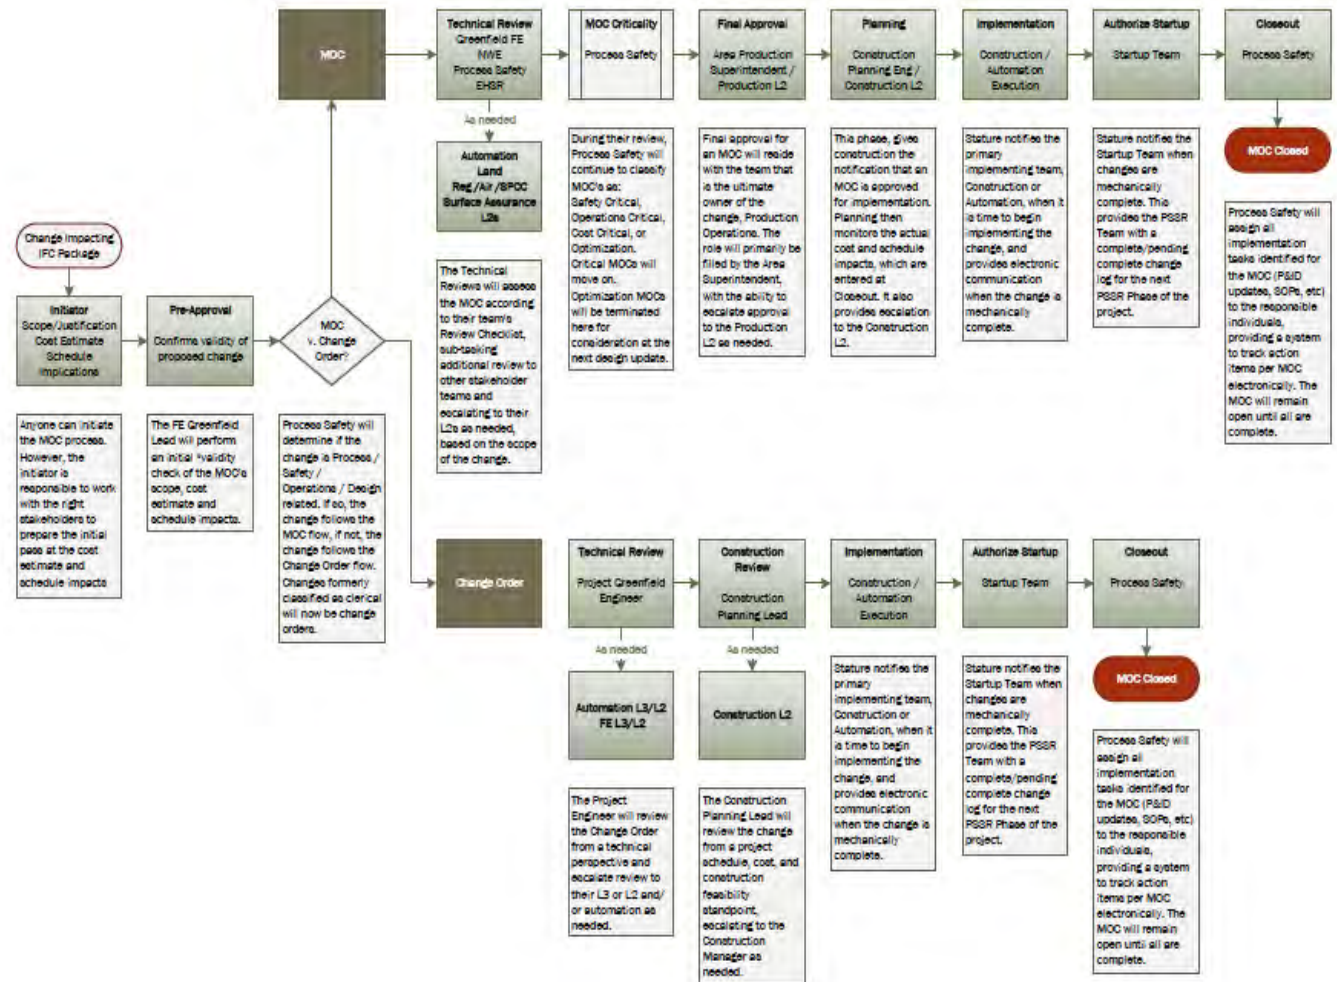 MOC
Technical Review
Greenfield FE
NWE
Process Safety
EHSR
MOC Criticality
Process Safety
Final Approval
Area Production
Superintendent /
Production L2
Planning
Construction
Planning Eng /
Construction L2
Implementation
Construction /
Automation
Execution
Authorize Startup
Startup Team
Closeout
Process Safety
As needed
Automation
Land
Reg /Air /SPCC
Surface Assurance
L2s
During their review,
Process Safety will
continue to classify
MOC's as:
Safety Critical,
Operations Critical,
Cost Critical, or
Optimization.
Critical MOCs will
move on.
Optimization MOCs
will be terminated
here for
consideration at the
next design update.
Final approval for
an MOC will reside
with the team that
is the ultimate
owner of the
change, Production
Operations. The
role will primarily be
filled by the Area
Superintendent,
with the ability to
escalate approval
to the Production
L2 as needed.
This phase, gives
construction the
notification that an
MOC is approved
for implementation.
Planning then
monitors the actual
cost and schedule
impacts, which are
entered at
Closeout. It also
provides escalation
to the Construction
L2.
Stature notifies the
primary
implementing team,
Construction or
Automation, when it
is time to begin
implementing the
change, and
provides electronic
communication
when the change is
mechanically
complete.
Stature notifies the
Startup Team when
changes are
mechanically
complete. This
provides the PSSR
Team with a
complete/pending
complete change
log for the next
PSSR Phase of the
project.
MOC Closed
Process Safety will
assign all
implementation
tasks identified for
the MOC (P&ID
updates, SOPs, etc)
to the responsible
individuals,
providing a system
to track action
items per MOC
electronically. The
MOC will remain
open until all are
complete.
Change Impacting
IFC Package
Initiator
Scope/Justification
Cost Estimate
Schedule
Implications
Pre-Approval
Confirms validity of
proposed change
MOC
v. Change
Order?
The Technical
Reviews will assess
the MOC according
to their team's
Review Checklist,
sub-tasking
additional review to
other stakeholder
teams and
escalating to their
L2s as needed,
based on the scope
of the change.
Anyone can initiate
the MOC process.
However, the
initiator is
responsible to work
with the right
stakeholders to
prepare the initial
pass at the cost
estimate and
schedule impacts
The FE Greenfield
Lead will perform
an initial "validity
check of the MOC's
scope, cost
estimate and
schedule impacts.
Process Safety will
determine if the
change is Process /
Safety /
Operations / Design
related. If so, the
change follows the
MOC flow, if not, the
change follows the
Change Order flow.
Changes formerly
classified as clerical
will now be change
orders.
Change Order
Technical Review
Project Greenfield
Engineer
Construction
Review
Construction
Planning Lead
Implementation
Construction /
Automation
Execution
Authorize Startup
Startup Team
Closeout
Process Safety
As needed
As needed
Automation L3/L2
FE L3/L2
Construction L2
The Project
Engineer will review
the Change Order
from a technical
perspective and
escalate review to
their L3 or L2 and/
or automation as
needed.
The Construction
Planning Lead will
review the change
from a project
schedule, cost, and
construction
feasibility
standpoint,
escalating to the
Construction
Manager as
needed.
Stature notifies the
primary
implementing team,
Construction or
Automation, when it
is time to begin
implementing the
change, and
provides electronic
communication
when the change is
mechanically
complete.
Stature notifies the
Startup Team when
changes are
mechanically
complete. This
provides the PSSR
Team with a
complete/pending
complete change
log for the next
PSSR Phase of the
project.
MOC Closed
Process Safety will
assign all
implementation
tasks identified for
the MOC (P&ID
updates, SOPs, etc)
to the responsible
individuals,
providing a system
to track action
items per MOC
electronically. The
MOC will remain
open until all are
complete.